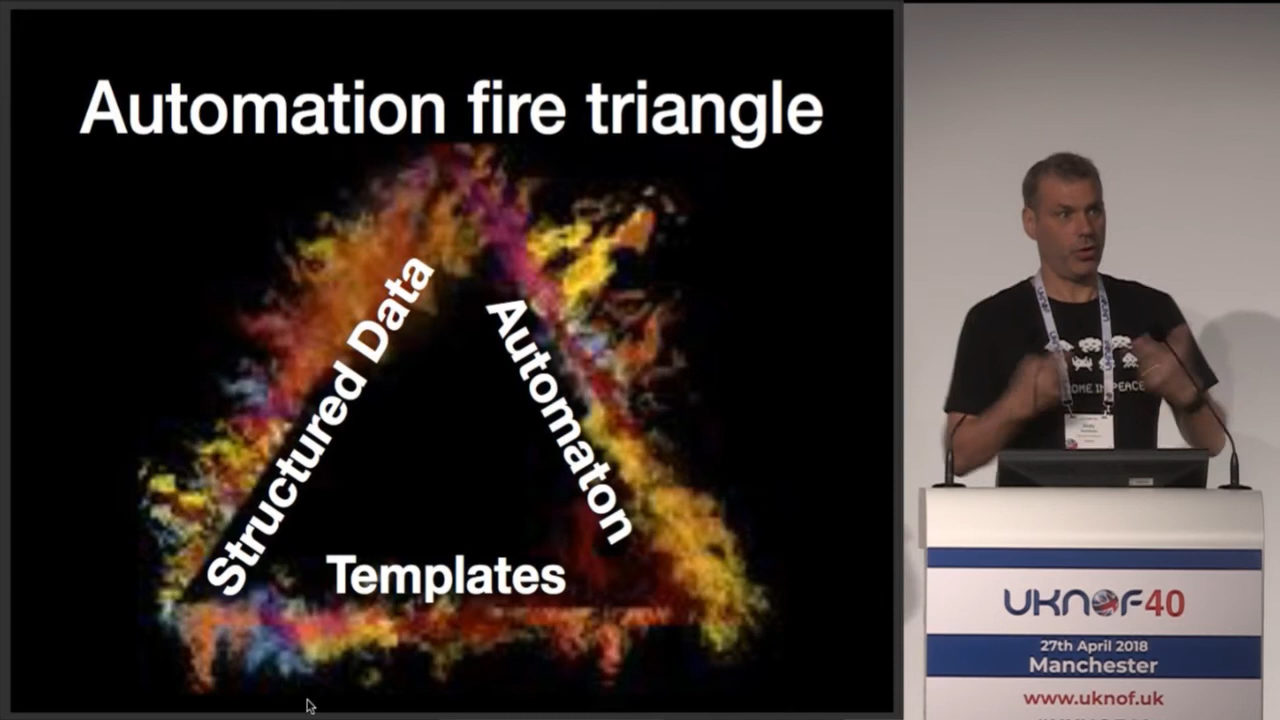 Automation fire triangle
Structured Data
Automaton
Templates
COME IN PEACE
UKNOF40
27th April 2018
Manchester
www.uknof.uk